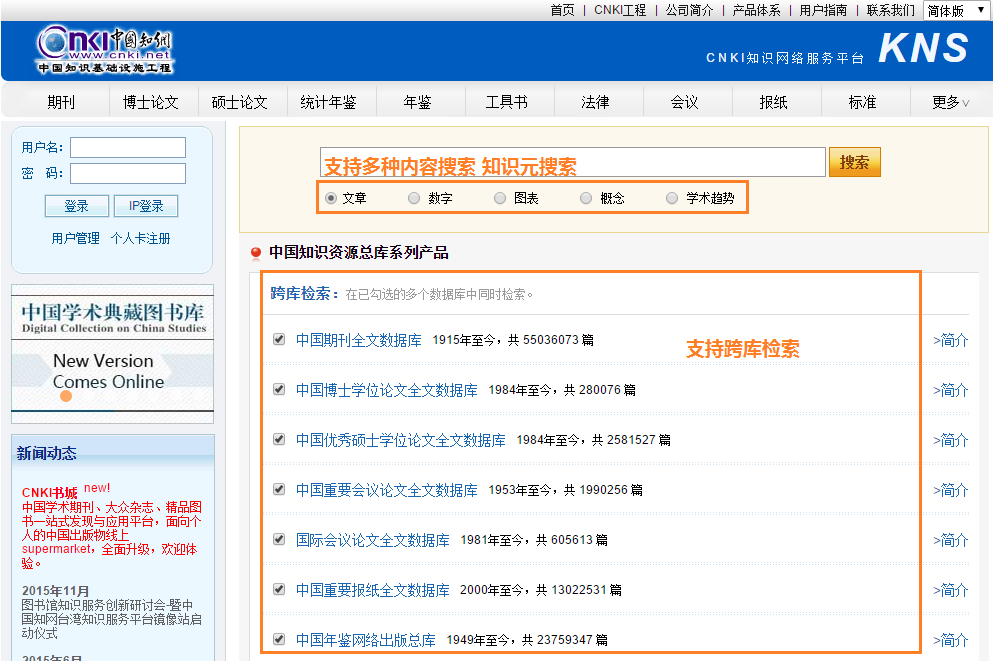 首页 | CNKI工程 | 公司简介 | 产品体系 | 用户指南 | 联系我们 简体版
cnki中国知网
www.cnki.net
中国知识基础设施工程
CNKI知识网络服务平台 KNS
期刊 博士论文 硕士论文 统计年鉴 年鉴 工具书 法律 会议 报纸 标准 更多
用户名：
密 码：
登录 IP登录
用户管理 个人卡注册
中国学术典藏图书库
Digital Collection on China Studies
New Version
Comes Online
新闻动态
CNKI书城 new!
中国学术期刊、大众杂志、精品图
书一站式发现与应用平台，面向个
人的中国出版物线上
supermarket，全面升级，欢迎体
验。
2015年11月
图书馆知识服务创新研讨会-暨中
国知网台湾知识服务平台镜像站启
动仪式
2015年6月
支持多种内容搜索 知识元搜索 搜索
文章 数字 图表 概念 学术趋势
中国知识资源总库系列产品
跨库检索：在已勾选的多个数据库中同时检索。
中国期刊全文数据库 1915年至今，共 55036073 篇 >简介
支持跨库检索
中国博士学位论文全文数据库 1984年至今，共 280076 篇 >简介
中国优秀硕士学位论文全文数据库 1984年至今，共 2581527 篇 >简介
中国重要会议论文全文数据库 1953年至今，共 1990256 篇 >简介
国际会议论文全文数据库 1981年至今，共 605613 篇 >简介
中国重要报纸全文数据库 2000年至今，共 13022531 篇 >简介
中国年鉴网络出版总库 1949年至今，共 23759347 篇 >简介